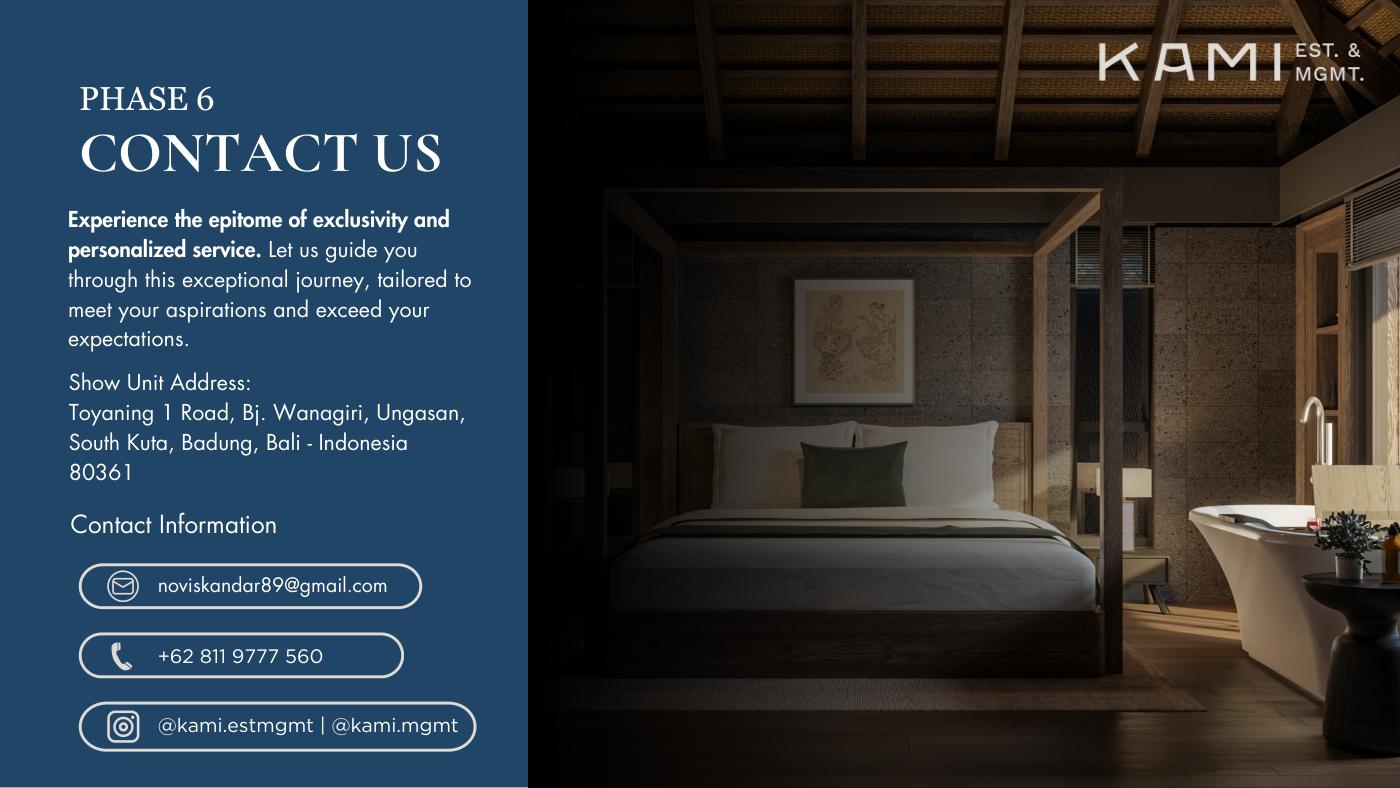 PHASE 6
CONTACT US
Experience the epitome of exclusivity and
personalized service. Let us guide you
through this exceptional journey, tailored to
meet your aspirations and exceed your
expectations.
Show Unit Address:
Toyaning 1 Road, Bj. Wanagiri, Ungasan,
South Kuta, Badung, Bali - Indonesia
80361
Contact Information
noviskandar89@gmail.com
+62 811 9777 560
@kami.estmgmt | @kami.mgmt
KAMI EST. &
MGMT.